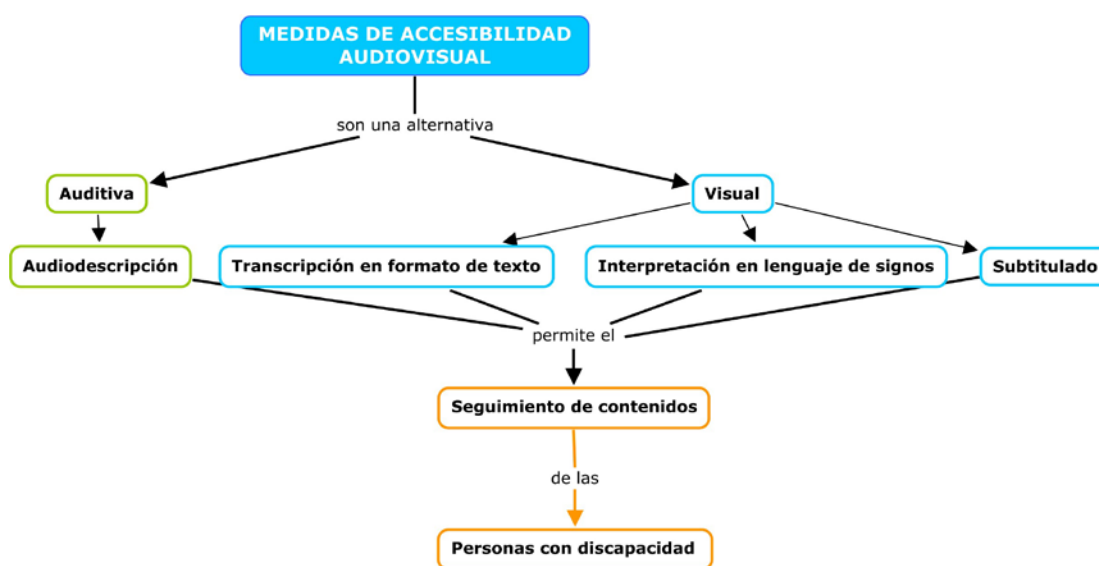 MEDIDAS DE ACCESIBILIDAD
AUDIOVISUAL
son una alternativa
Auditiva
Visual
Audiodescripción
Transcripción en formato de texto
Interpretación en lenguaje de signos
Subtitulado
permite el
Seguimiento de contenidos
de las
Personas con discapacidad